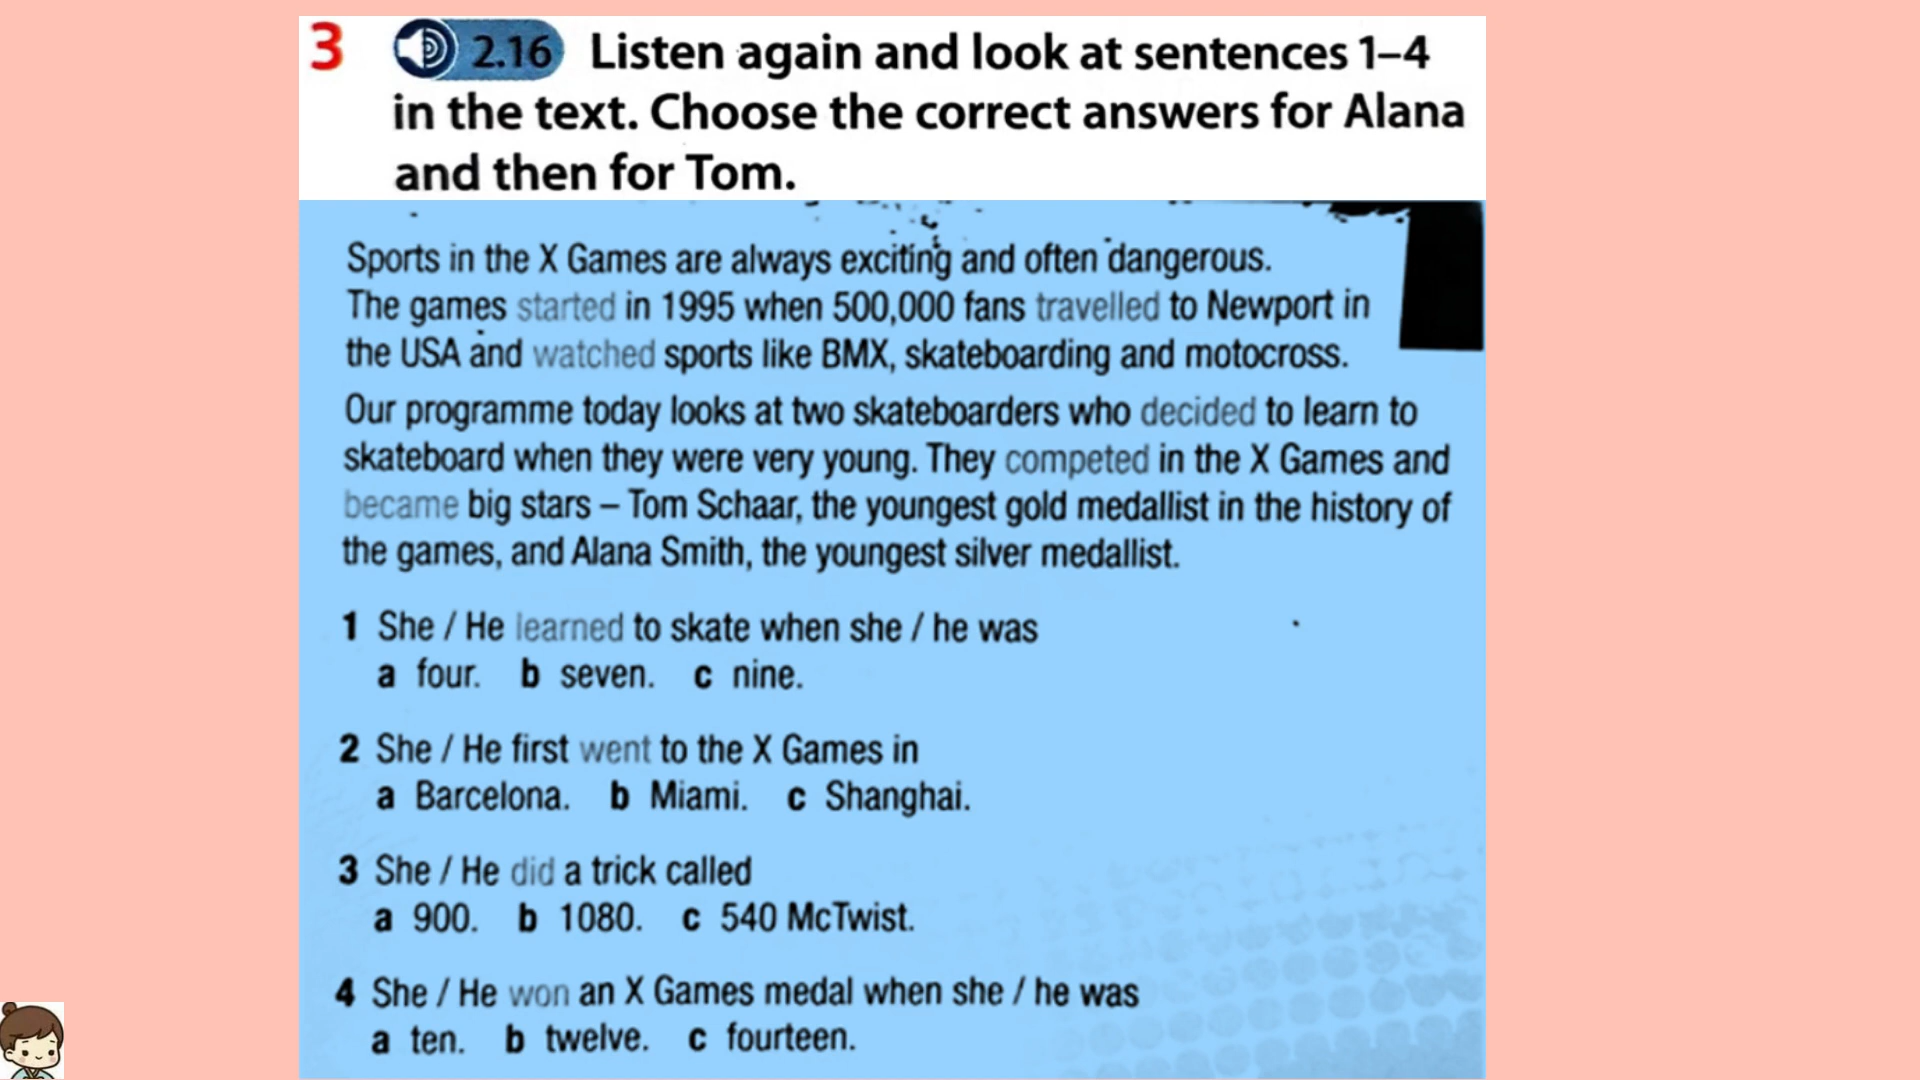 3 2.16 Listen again and look at sentences 1–4
in the text. Choose the correct answers for Alana
and then for Tom.
Sports in the X Games are always exciting and often dangerous.
The games started in 1995 when 500,000 fans travelled to Newport in
the USA and watched sports like BMX, skateboarding and motocross.
Our programme today looks at two skateboarders who decided to learn to
skateboard when they were very young. They competed in the X Games and
became big stars – Tom Schaar, the youngest gold medallist in the history of
the games, and Alana Smith, the youngest silver medallist.
1 She / He learned to skate when she / he was
a four. b seven. c nine.
2 She / He first went to the X Games in
a Barcelona. b Miami. c Shanghai.
3 She / He did a trick called
a 900. b 1080. c 540 McTwist.
4 She / He won an X Games medal when she / he was
a ten. b twelve. c fourteen.